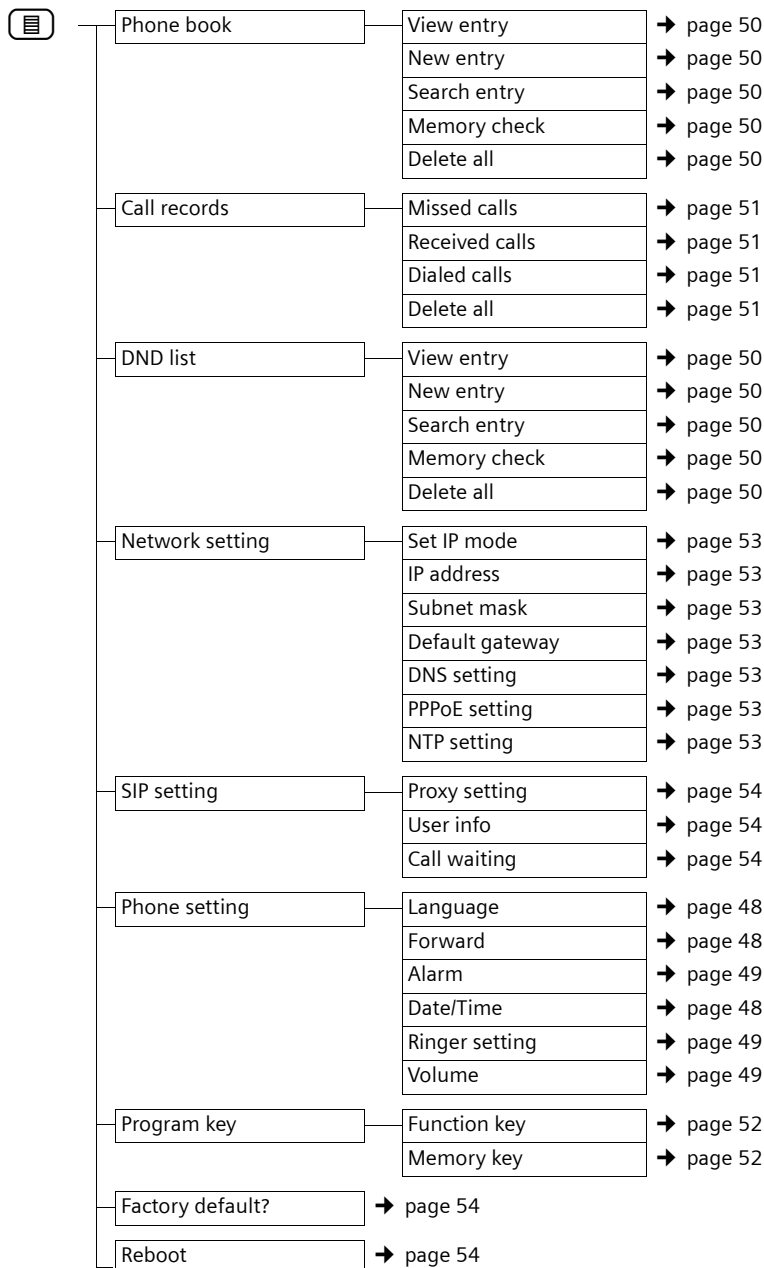 Phone book View entry ➔ page 50
New entry ➔ page 50
Search entry ➔ page 50
Memory check ➔ page 50
Delete all ➔ page 50
Call records Missed calls ➔ page 51
Received calls ➔ page 51
Dialed calls ➔ page 51
Delete all ➔ page 51
DND list View entry ➔ page 50
New entry ➔ page 50
Search entry ➔ page 50
Memory check ➔ page 50
Delete all ➔ page 50
Network setting Set IP mode ➔ page 53
IP address ➔ page 53
Subnet mask ➔ page 53
Default gateway ➔ page 53
DNS setting ➔ page 53
PPPoE setting ➔ page 53
NTP setting ➔ page 53
SIP setting Proxy setting ➔ page 54
User info ➔ page 54
Call waiting ➔ page 54
Phone setting Language ➔ page 48
Forward ➔ page 48
Alarm ➔ page 49
Date/Time ➔ page 48
Ringer setting ➔ page 49
Volume ➔ page 49
Program key Function key ➔ page 52
Memory key ➔ page 52
Factory default? ➔ page 54
Reboot ➔ page 54